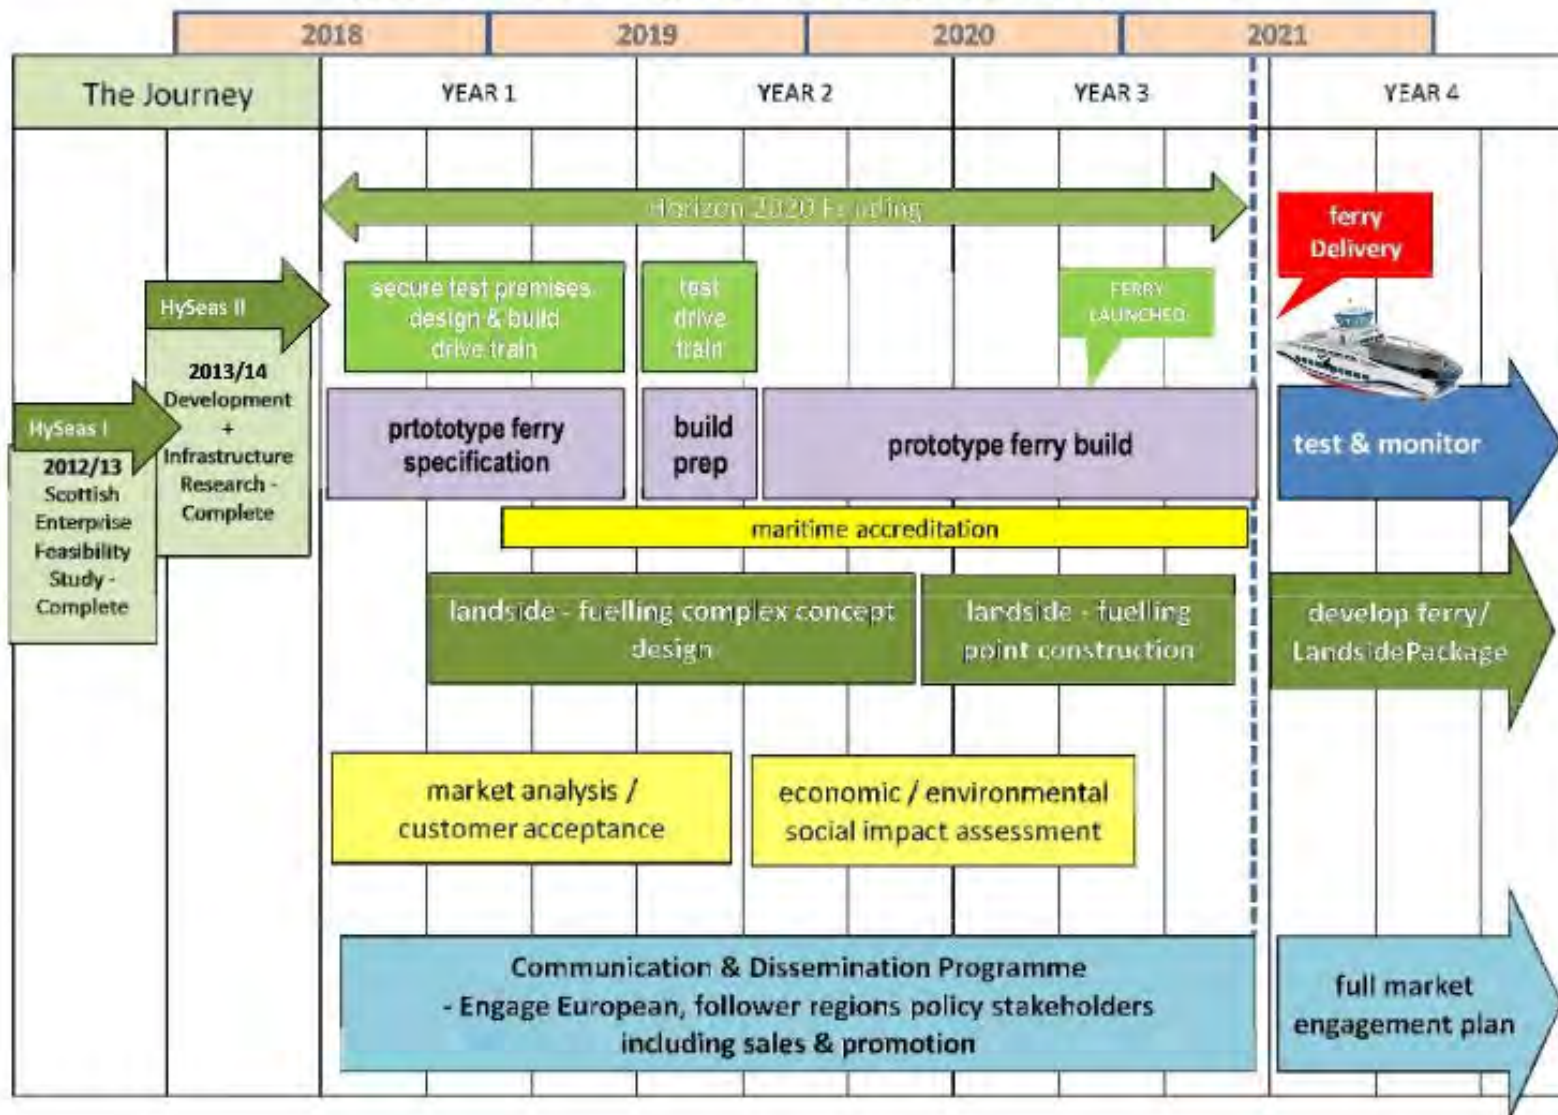 2018
2019
2020
2021
The Journey
YEAR 1
YEAR 2
YEAR 3
YEAR 4
Horizon 2020 Funding
ferry
Delivery
HySeas II
secure test premises
design & build
drive train
test
drive
train
FERRY
LAUNCHED
2013/14
Development
+
Infrastructure
Research -
Complete
HySeas I
2012/13
Scottish
Enterprise
Feasibility
Study -
Complete
prtototype ferry
specification
build
prep
prototype ferry build
test & monitor
maritime accreditation
landside - fuelling complex concept
design
landside - fuelling
point construction
develop ferry/
LandsidePackage
market analysis /
customer acceptance
economic / environmental
social impact assessment
Communication & Dissemination Programme
- Engage European, follower regions policy stakeholders
including sales & promotion
full market
engagement plan